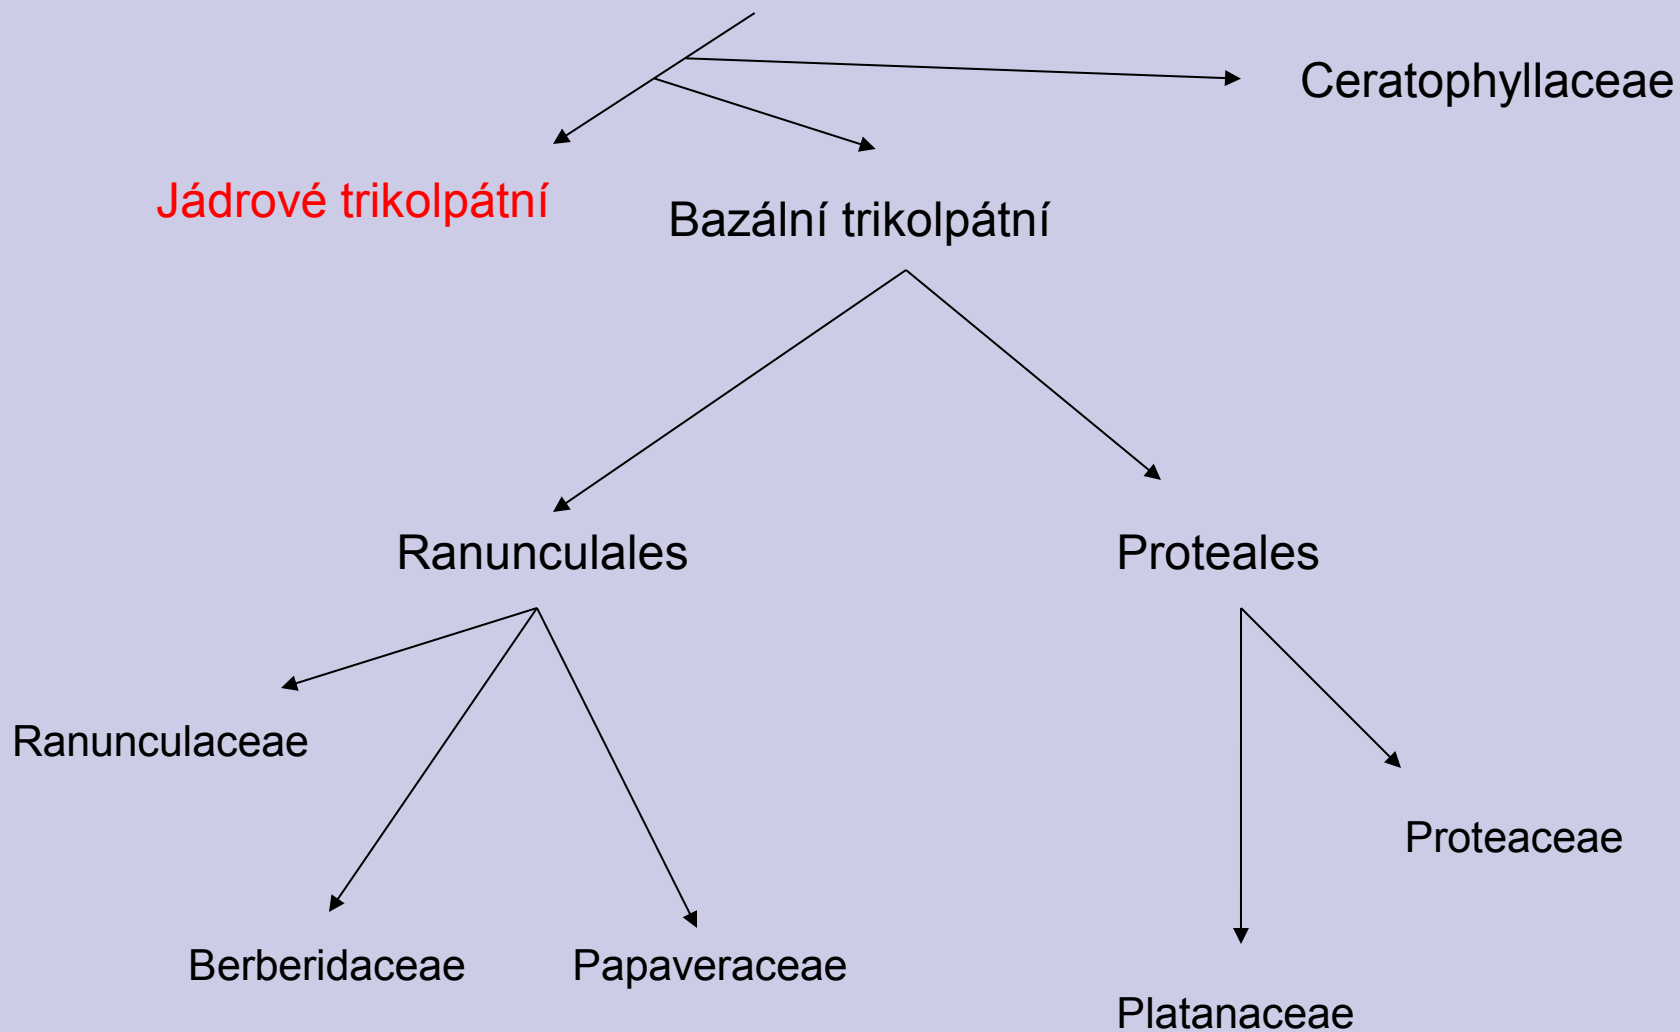 Ceratophyllaceae
Jádrové trikolpátní
Bazální trikolpátní
Ranunculales
Proteales
Ranunculaceae
Proteaceae
Berberidaceae
Papaveraceae
Platanaceae